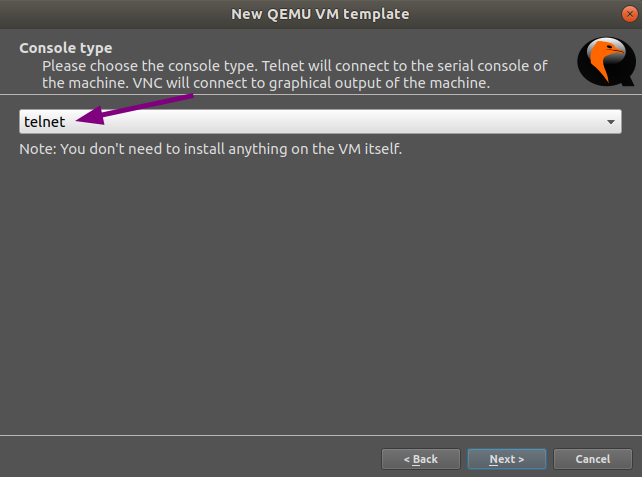 New QEMU VM template
Console type
Please choose the console type. Telnet will connect to the serial console of
the machine. VNC will connect to graphical output of the machine.
telnet
Note: You don't need to install anything on the VM itself.
< Back
Next >
Cancel